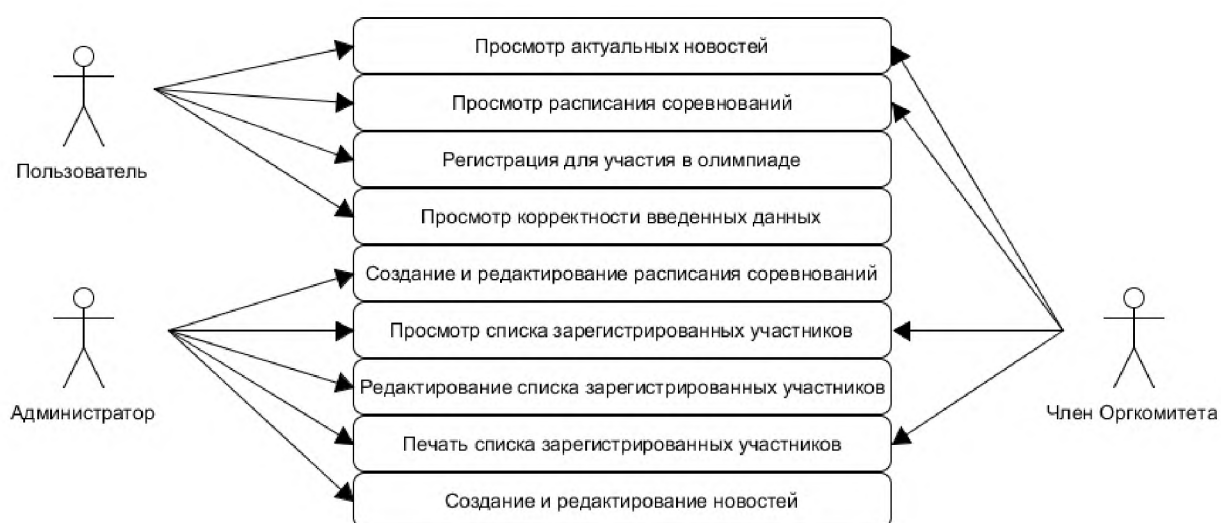 Просмотр актуальных новостей
Просмотр расписания соревнований
Пользователь
Регистрация для участия в олимпиаде
Просмотр корректности введенных данных
Создание и редактирование расписания соревнований
Просмотр списка зарегистрированных участников
Редактирование списка зарегистрированных участников
Администратор
Член Оргкомитета
Печать списка зарегистрированных участников
Создание и редактирование новостей